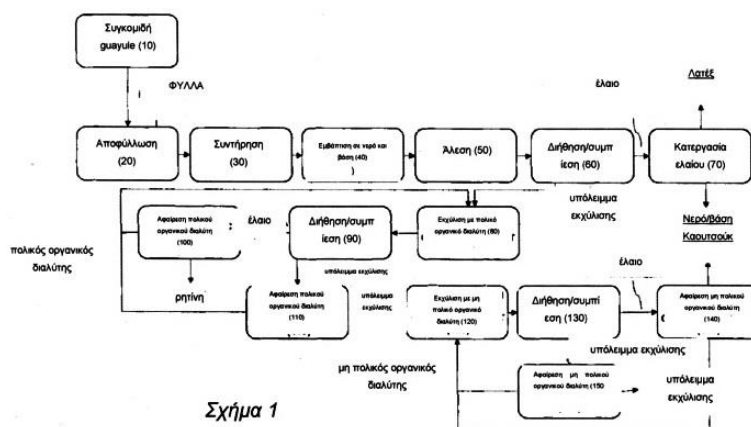 Συγκομιδή
guayule (10)
ΦΥΛΛΑ
έλαιο
Λατέξ
Αποφύλλωση
(20)
Συντήρηση
(30)
Εμβάπτιση σε νερό και
βάση (40)
Άλεση (50)
Διήθηση/συμπ
ίεση (60)
Κατεργασία
ελαίου (70)
υπόλειμμα
εκχύλισης
Νερό/βάση
Καουτσούκ
πολικός οργανικός
διαλύτης
Αφαίρεση πολικού
οργανικού διαλύτη
(100)
έλαιο
Διήθηση/συμπ
ίεση (90)
Εκχύλιση με πολικό
οργανικό διαλύτη (80)
ρητίνη
υπόλειμμα εκχύλισης
Αφαίρεση πολικού
οργανικού διαλύτη
(110)
υπόλειμμα
εκχύλισης
Εκχύλιση με μη
πολικό οργανικό
διαλύτη (120)
Διήθηση/συμπί
εση (130)
έλαιο
Αφαίρεση μη πολικού
οργανικού διαλύτη
(140)
υπόλειμμα εκχύλισης
μη πολικός οργανικός
διαλύτης
Αφαίρεση μη πολικού
οργανικού διαλύτη (150
υπόλειμμα
εκχύλισης
Σχήμα 1